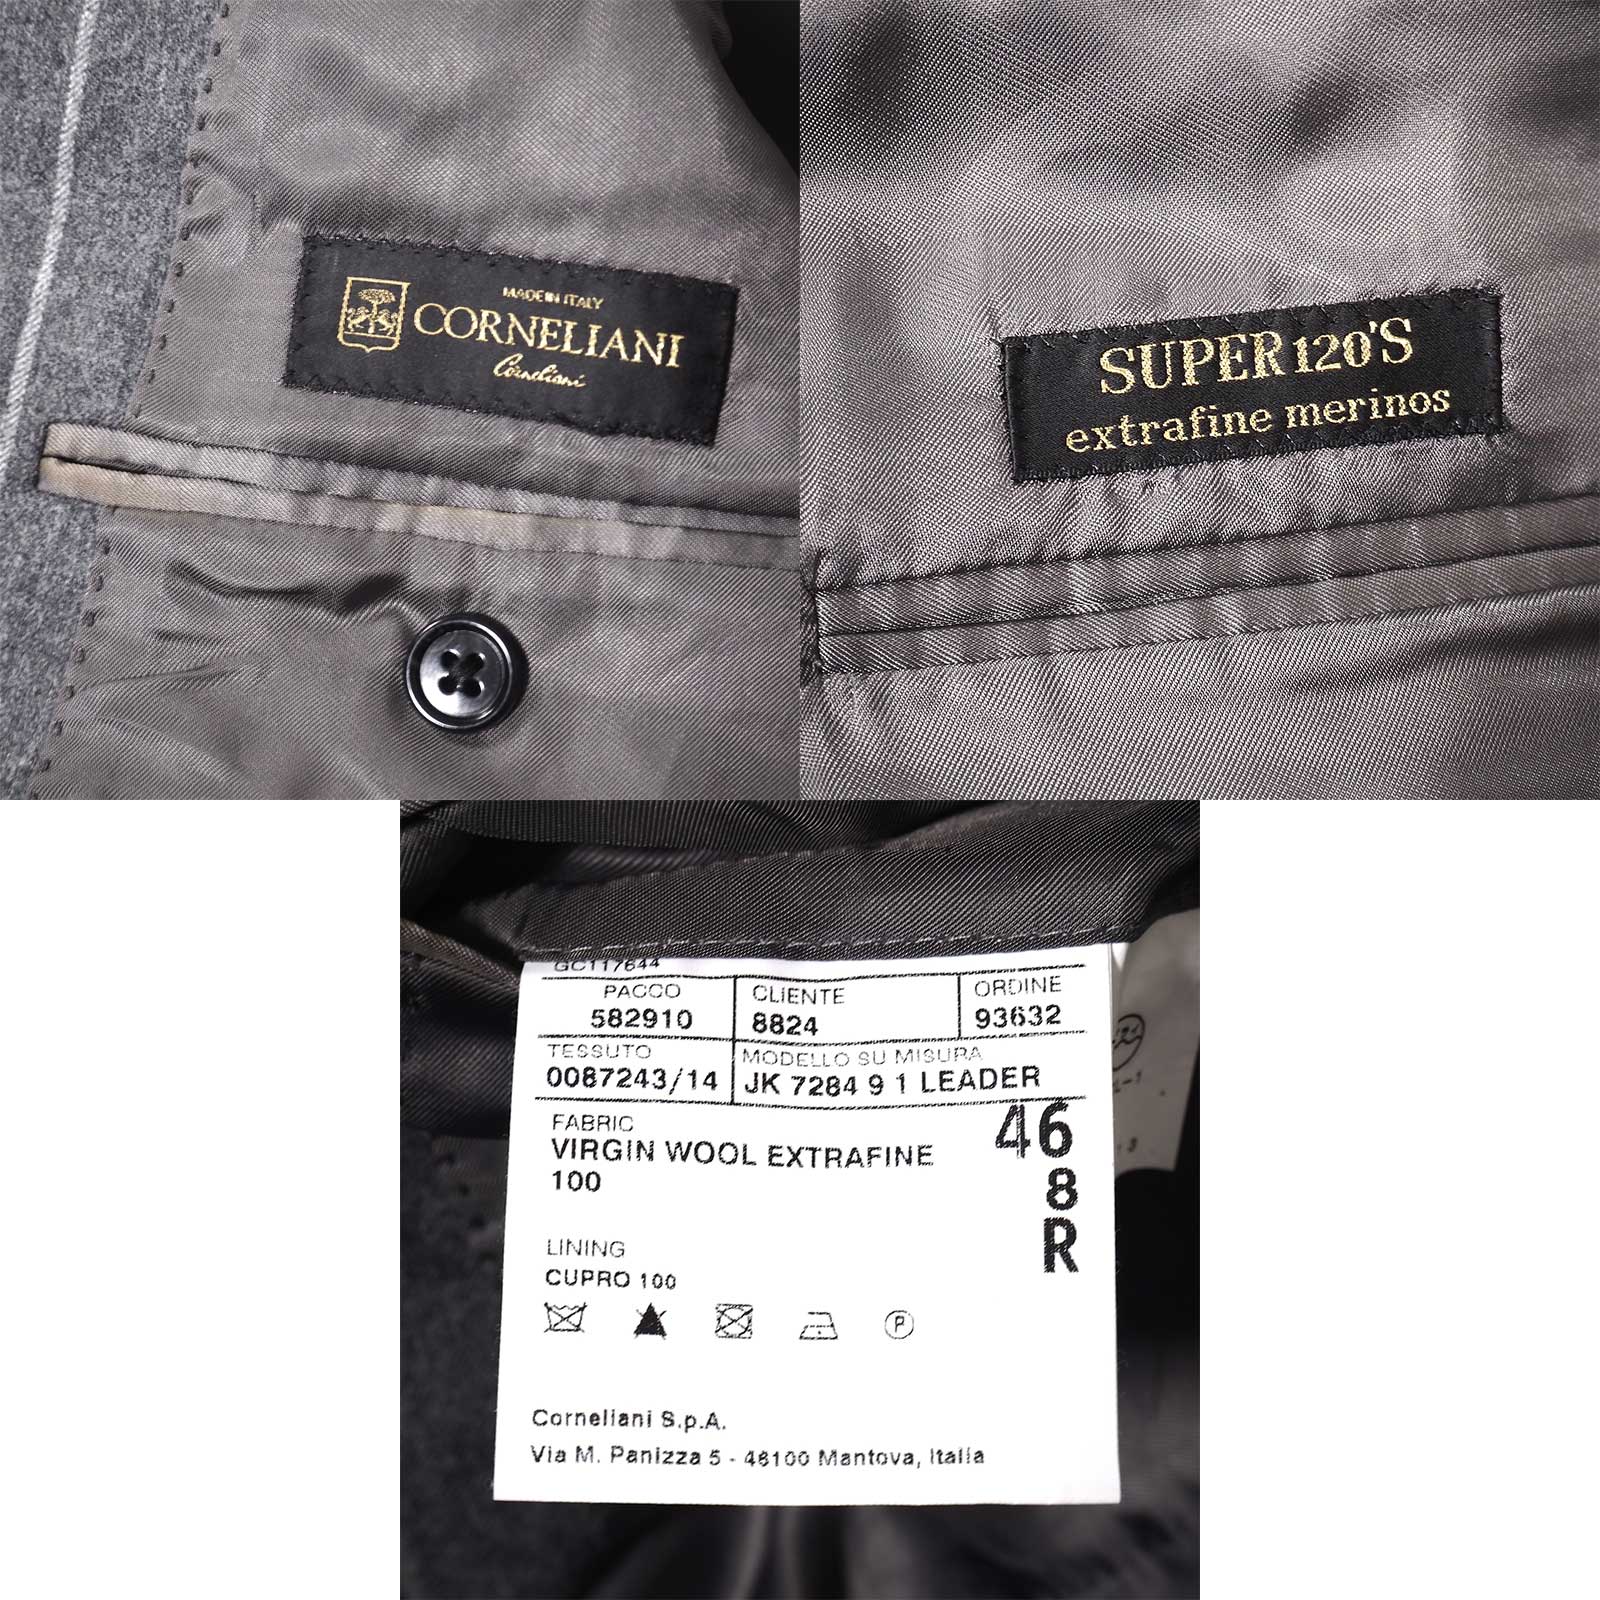 MADE IN ITALY
CORNELIANI
Corneliani
SUPER 120'S
extrafine merinos
GC117644
PACCO
582910
CLIENTE
8824
ORDINE
93632
TESSUTO
0087243/14
MODELLO SU MISURA
JK 7284 9 1 LEADER
FABRIC
VIRGIN WOOL EXTRAFINE
100
46
8
R
LINING
CUPRO 100
P
Corneliani S.p.A.
Via M. Panizza 5 - 46100 Mantova, Italia